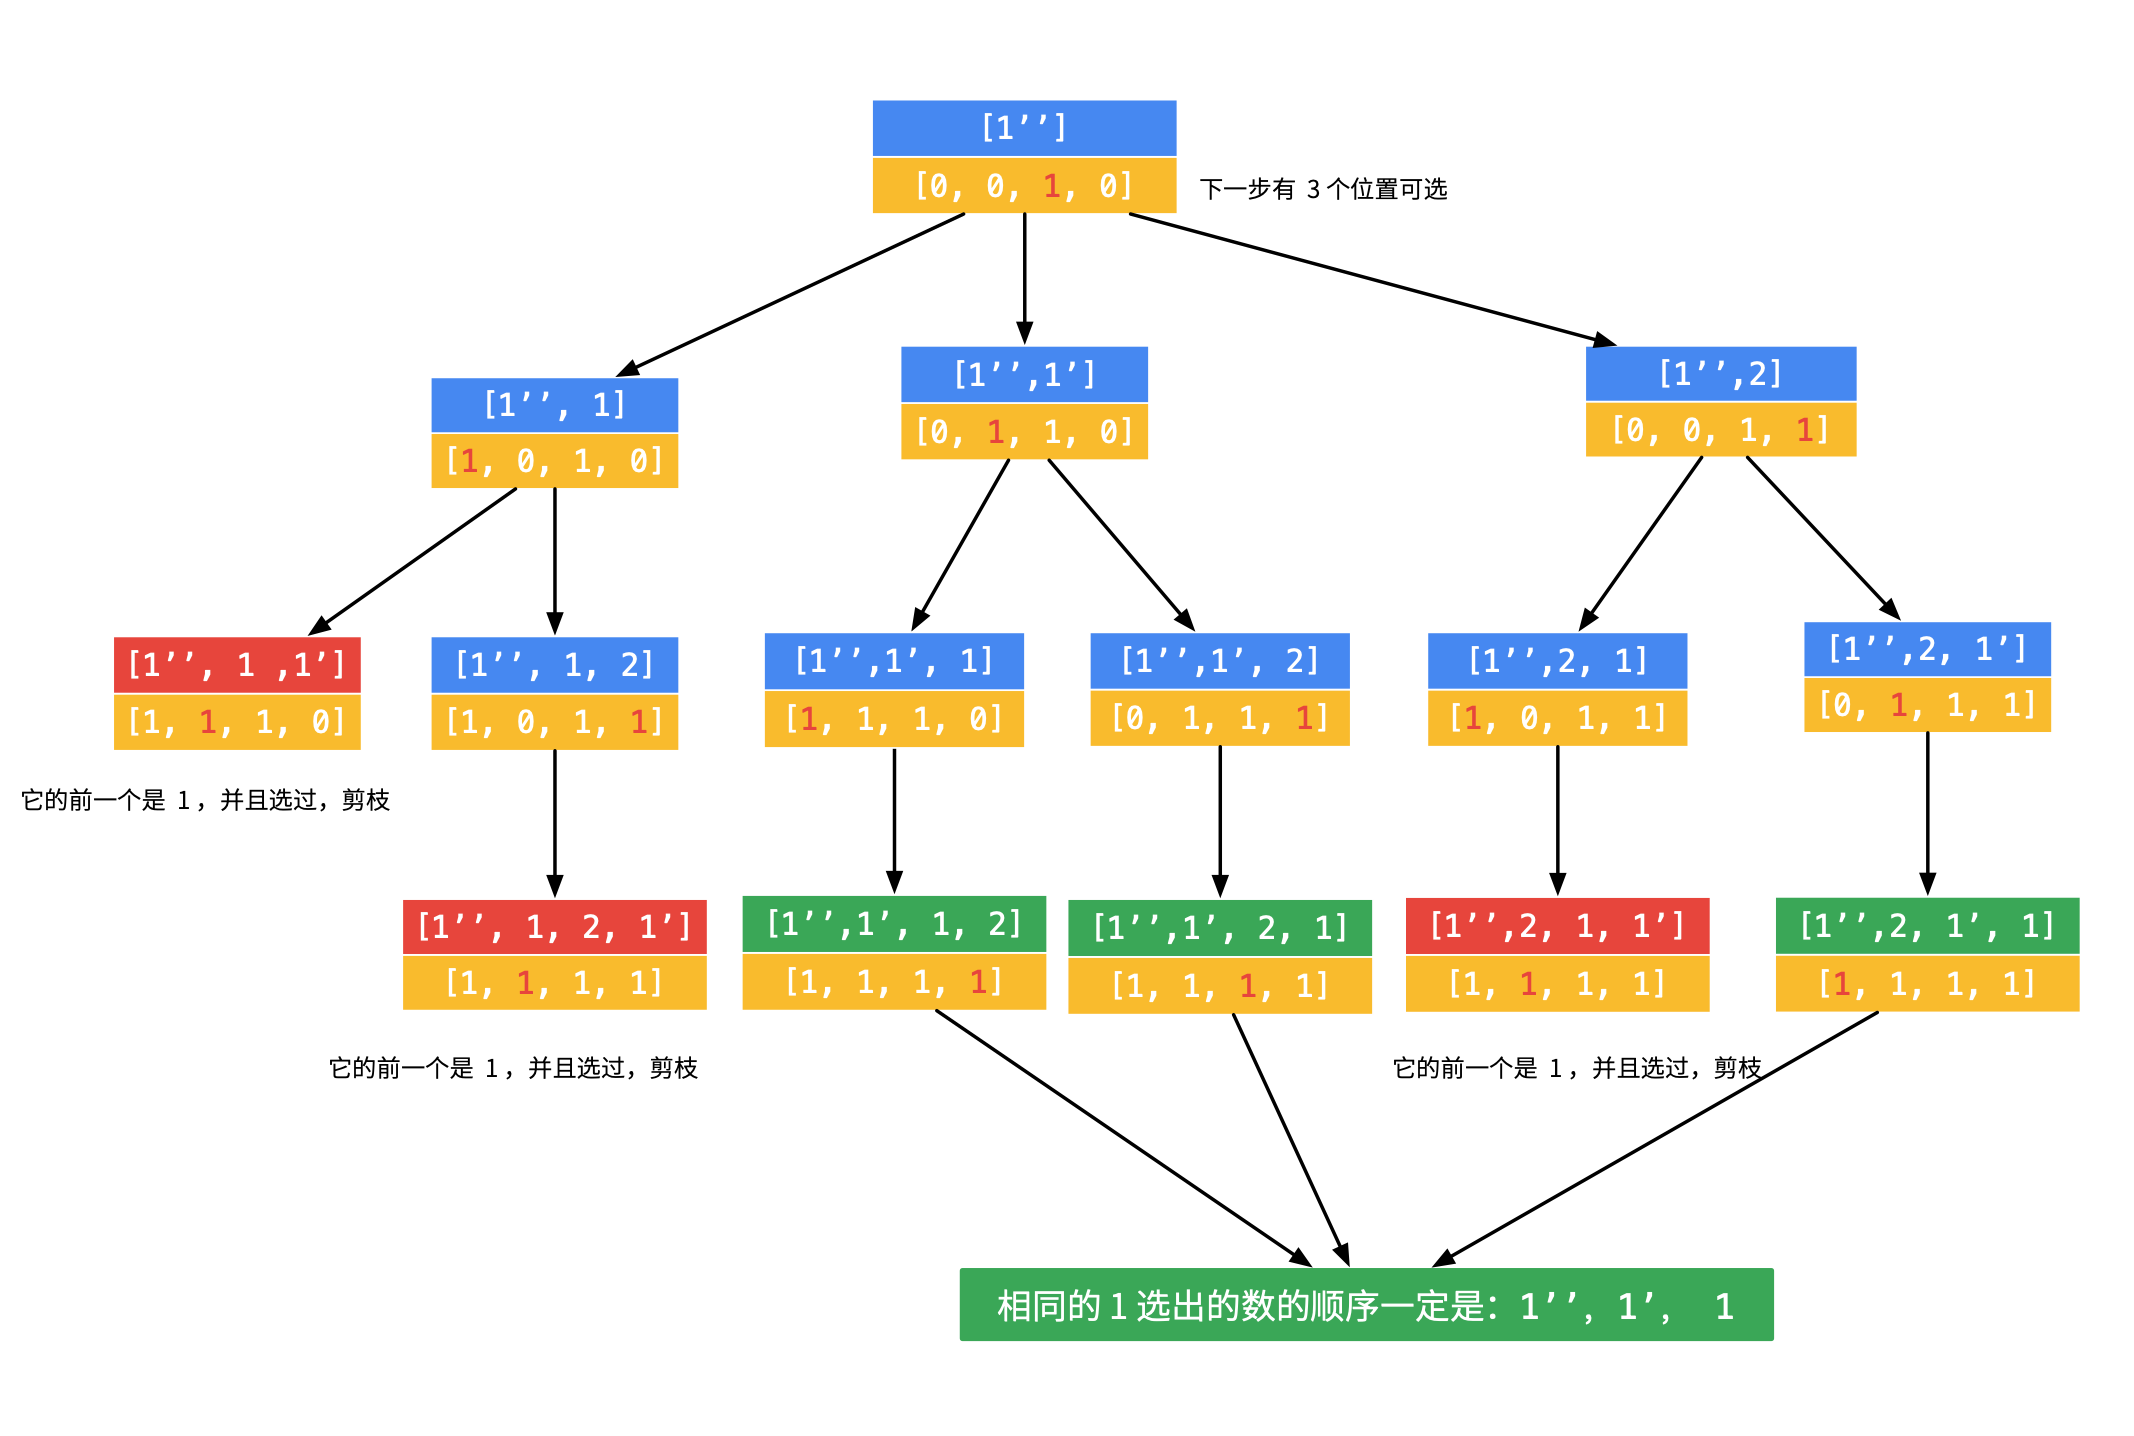 [1’’]
[0, 0, 1, 0]
下一步有 3 个位置可选
[1’’, 1]
[1, 0, 1, 0]
[1’’,1’]
[0, 1, 1, 0]
[1’’,2]
[0, 0, 1, 1]
[1’’, 1 ,1’]
[1, 1, 1, 0]
[1’’, 1, 2]
[1, 0, 1, 1]
[1’’,1’, 1]
[1, 1, 1, 0]
[1’’,1’, 2]
[0, 1, 1, 1]
[1’’,2, 1]
[1, 0, 1, 1]
[1’’,2, 1’]
[0, 1, 1, 1]
它的前一个是 1，并且选过，剪枝
[1’’, 1, 2, 1’]
[1, 1, 1, 1]
[1’’,1’, 1, 2]
[1, 1, 1, 1]
[1’’,1’, 2, 1]
[1, 1, 1, 1]
[1’’,2, 1, 1’]
[1, 1, 1, 1]
[1’’,2, 1’, 1]
[1, 1, 1, 1]
它的前一个是 1，并且选过，剪枝
它的前一个是 1，并且选过，剪枝
相同的 1 选出的数的顺序一定是：1’’，1’， 1